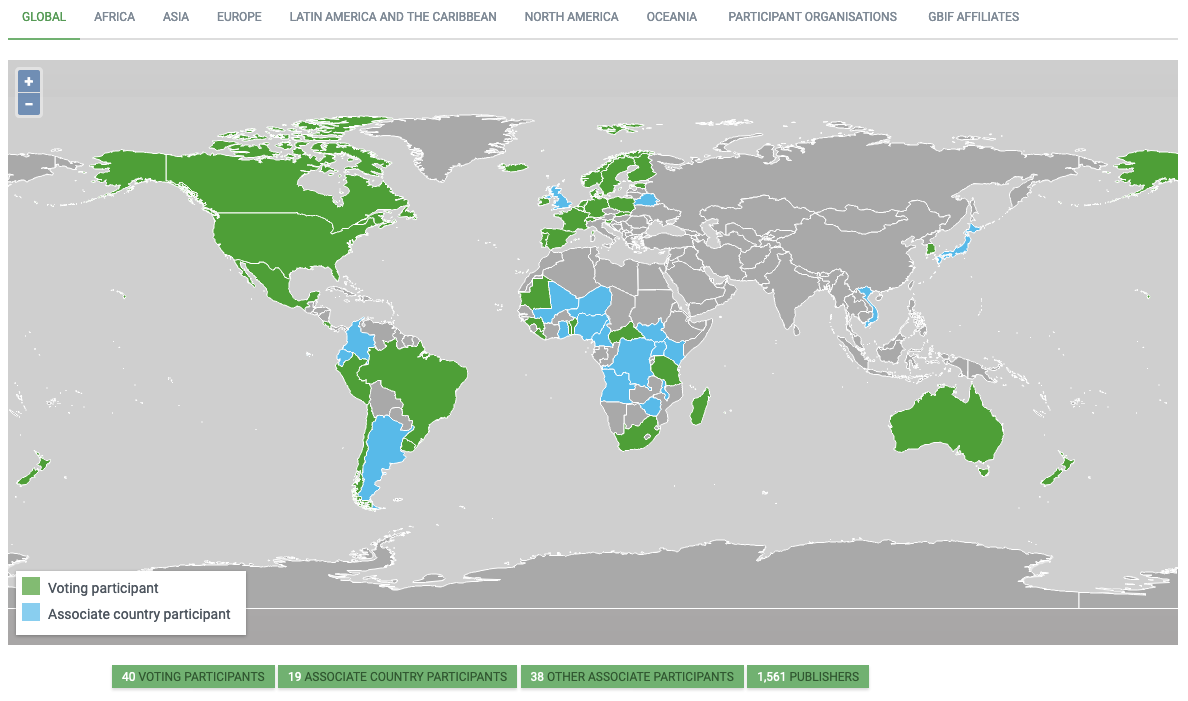 GLOBAL AFRICA ASIA EUROPE LATIN AMERICA AND THE CARIBBEAN NORTH AMERICA OCEANIA PARTICIPANT ORGANISATIONS GBIF AFFILIATES
+
−
Voting participant
Associate country participant
40 VOTING PARTICIPANTS 19 ASSOCIATE COUNTRY PARTICIPANTS 38 OTHER ASSOCIATE PARTICIPANTS 1,561 PUBLISHERS